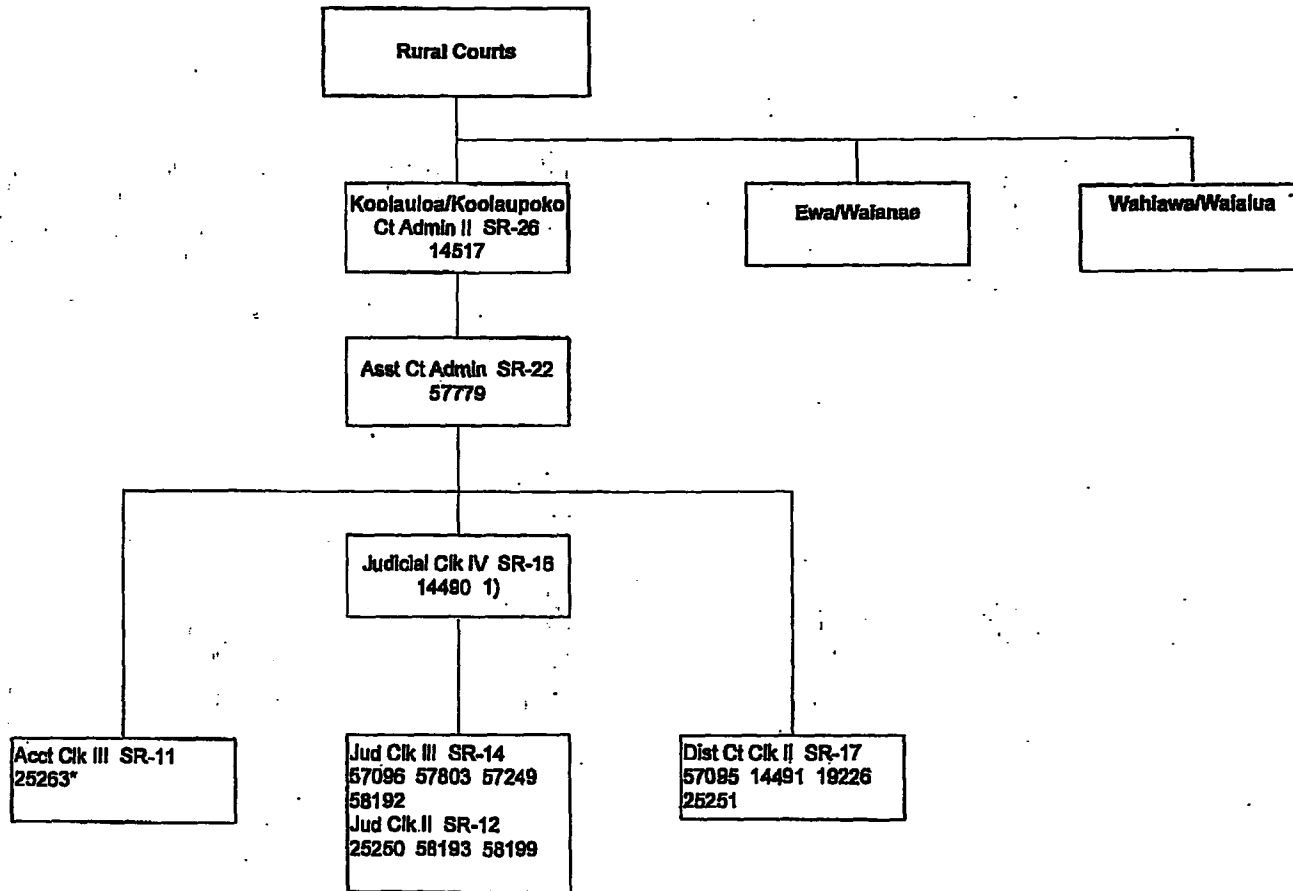 Rural Courts
Koolauloa/Koolaupoko
Ct Admin II SR-26
14517
Ewa/Waianae
Wahiawa/Waialua
Asst Ct Admin SR-22
57779
Judicial Clk IV SR-16
14490 1)
Acct Clk III SR-11
25263*
Jud Clk III SR-14
57096 57803 57249
58192
Jud Clk II SR-12
25250 58193 58199
Dist Ct Clk II SR-17
57095 14491 19226
25251